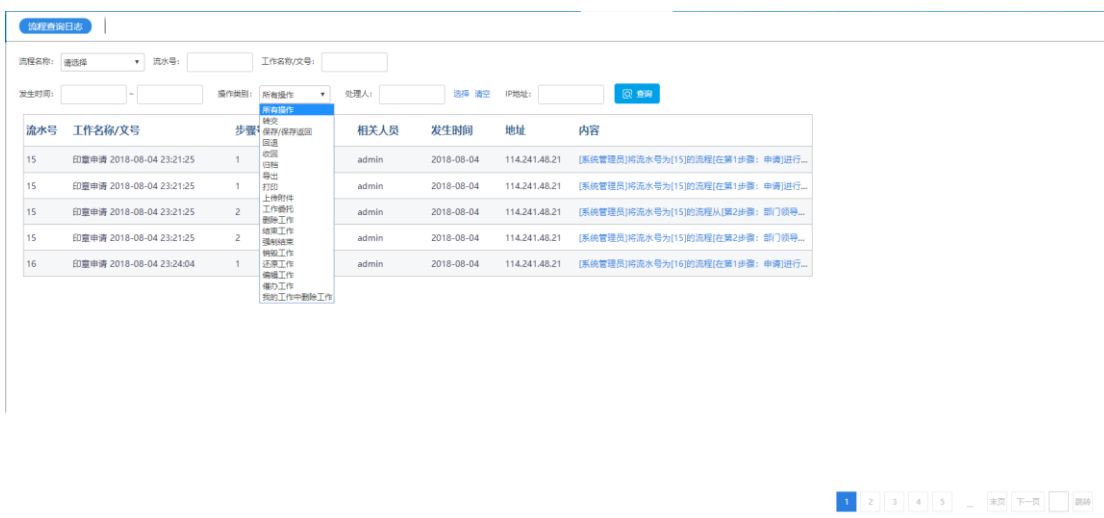 流程查询日志
流程名称： 请选择 流水号： 工作名称/文号：
发生时间： ~ 操作类别： 所有操作 处理人： 选择 清空 IP地址： 查询
所有操作
转交
保存/保存返回
回退
收回
归档
导出
打印
上传附件
工作委托
删除工作
结束工作
强制结束
销毁工作
还原工作
编辑工作
催办工作
我的工作中删除工作
流水号 工作名称/文号 步骤 相关人员 发生时间 地址 内容
15 印章申请 2018-08-04 23:21:25 1 admin 2018-08-04 114.241.48.21 [系统管理员]将流水号为[15]的流程[在第1步骤：申请]进行...
15 印章申请 2018-08-04 23:21:25 1 admin 2018-08-04 114.241.48.21 [系统管理员]将流水号为[15]的流程[在第1步骤：申请]进行...
15 印章申请 2018-08-04 23:21:25 2 admin 2018-08-04 114.241.48.21 [系统管理员]将流水号为[15]的流程从[第2步骤：部门领导...
15 印章申请 2018-08-04 23:21:25 2 admin 2018-08-04 114.241.48.21 [系统管理员]将流水号为[15]的流程[在第2步骤：部门领导...
16 印章申请 2018-08-04 23:24:04 1 admin 2018-08-04 114.241.48.21 [系统管理员]将流水号为[16]的流程[在第1步骤：申请]进行...
1 2 3 4 5 ... 末页 下一页 跳转